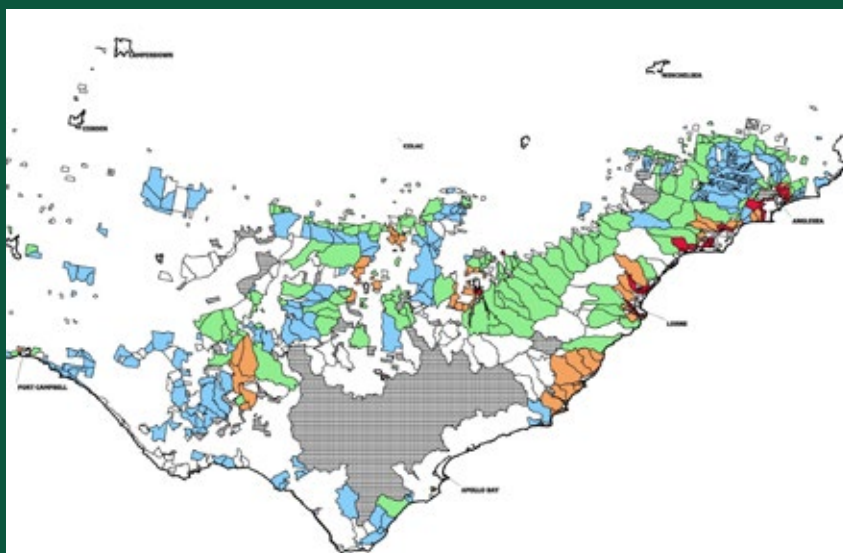 CAMPERDOWN
WINCHELSEA
COBDEN
COLAC
ANGLESEA
LORNE
PORT CAMPBELL
APOLLO BAY